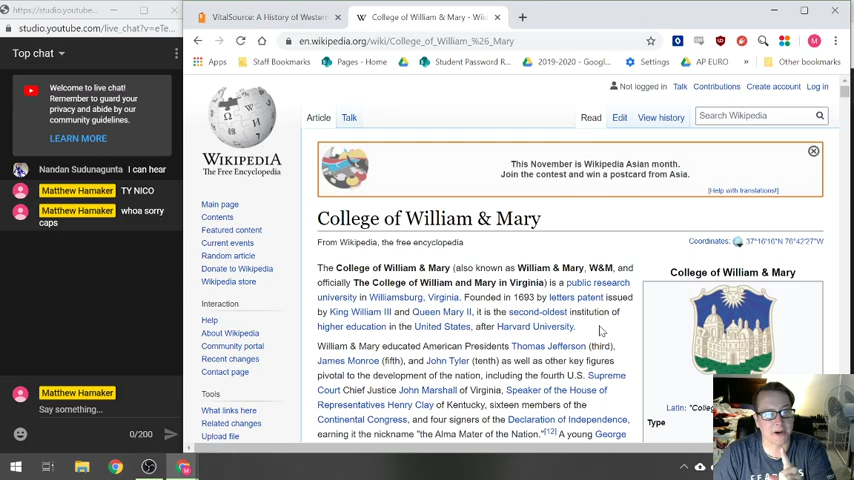 https://studio.youtube...
studio.youtube.com/live_chat?v=eTe...
Top chat
Welcome to live chat!
Remember to guard your
privacy and abide by our
community guidelines.
LEARN MORE
Nandan Sudunagunta I can hear
Matthew Hamaker TY NICO
Matthew Hamaker whoa sorry
caps
Matthew Hamaker
Say something...
0/200
VitalSource: A History of Western
College of William & Mary - Wiki
en.wikipedia.org/wiki/College_of_William_%26_Mary
Apps
Staff Bookmarks
Pages - Home
Student Password R...
2019-2020 - Googl...
Settings
AP EURO
»
Other bookmarks
WIKIPEDIA
The Free Encyclopedia
Main page
Contents
Featured content
Current events
Random article
Donate to Wikipedia
Wikipedia store
Interaction
Help
About Wikipedia
Community portal
Recent changes
Contact page
Tools
What links here
Related changes
Upload file
Not logged in Talk Contributions Create account Log in
Article Talk Read Edit View history Search Wikipedia
This November is Wikipedia Asian month.
Join the contest and win a postcard from Asia.
[Help with translations!]
College of William & Mary
From Wikipedia, the free encyclopedia
Coordinates: 37°16′16″N 76°42′27″W
The College of William & Mary (also known as William & Mary, W&M, and
officially The College of William and Mary in Virginia) is a public research
university in Williamsburg, Virginia. Founded in 1693 by letters patent issued
by King William III and Queen Mary II, it is the second-oldest institution of
higher education in the United States, after Harvard University.
William & Mary educated American Presidents Thomas Jefferson (third),
James Monroe (fifth), and John Tyler (tenth) as well as other key figures
pivotal to the development of the nation, including the fourth U.S. Supreme
Court Chief Justice John Marshall of Virginia, Speaker of the House of
Representatives Henry Clay of Kentucky, sixteen members of the
Continental Congress, and four signers of the Declaration of Independence,
earning it the nickname "the Alma Mater of the Nation."[12] A young George
College of William & Mary
Latin: "Colleg
Type